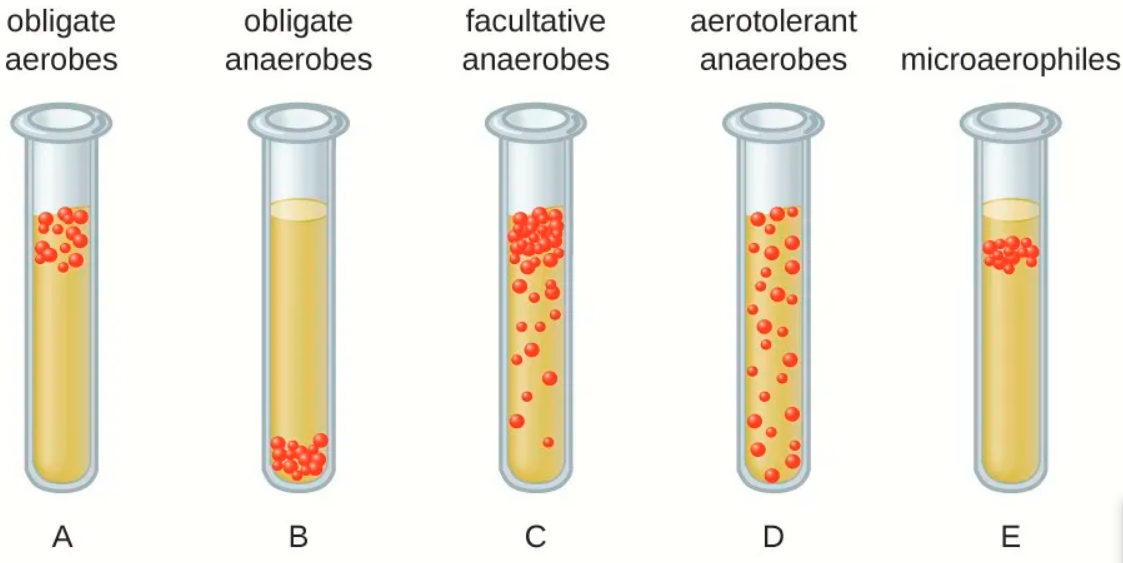 obligate
aerobes
obligate
anaerobes
facultative
anaerobes
aerotolerant
anaerobes
microaerophiles
A
B
C
D
E